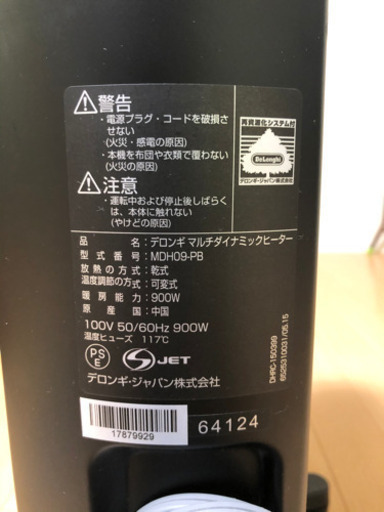 警告
・電源プラグ・コードを破損さ
せない
(火災・感電の原因)
・本機を布団や衣類で覆わない
(火災の原因)
注意
・運転中および停止後しばらく
は、本体に触れない
(やけどの原因)
再資源化システム付
DeLonghi
デロンギ・ジャパン株式会社
品名:デロンギ マルチダイナミックヒーター
型式番号:MDH09-PB
放熱の方式:乾式
温度調節の方式:可変式
暖房能力:900W
原産国:中国
100V 50/60Hz 900W
温度ヒューズ 117℃
PS
E
JET
デロンギ・ジャパン株式会社
DHRC-150399
6525310031/05.15
17879929
64124